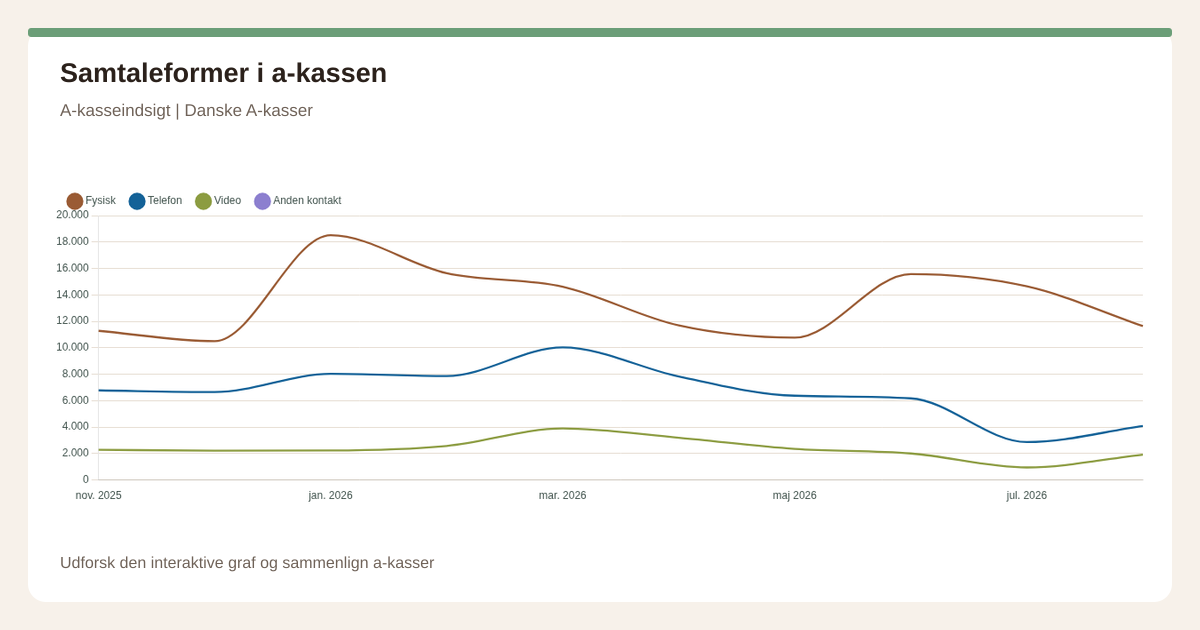 Samtaleformer i a-kassen
A-kasseindsigt | Danske A-kasser
Fysisk Telefon Video Anden kontakt
20.000
18.000
16.000
14.000
12.000
10.000
8.000
6.000
4.000
2.000
0
nov. 2025 jan. 2026 mar. 2026 maj 2026 jul. 2026
Udforsk den interaktive graf og sammenlign a-kasser